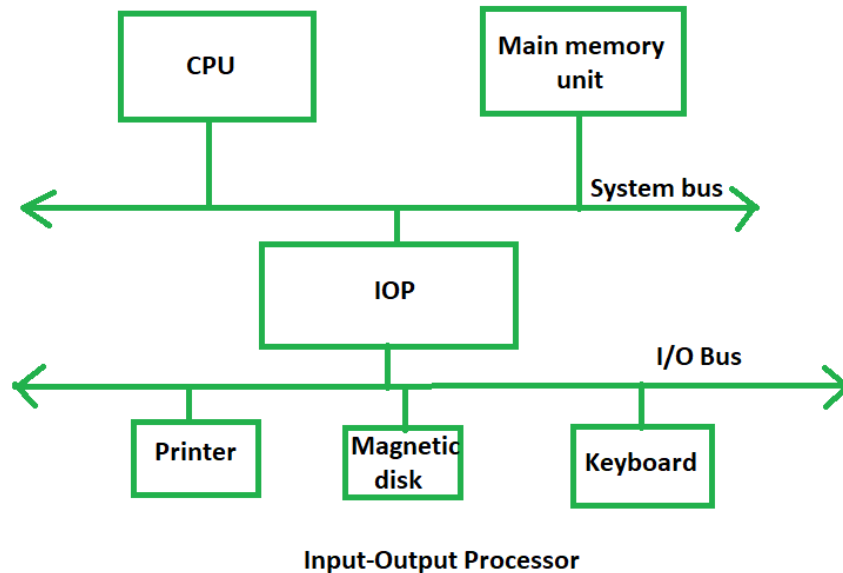 CPU
Main memory
unit
System bus
IOP
I/O Bus
Printer
Magnetic
disk
Keyboard
Input-Output Processor